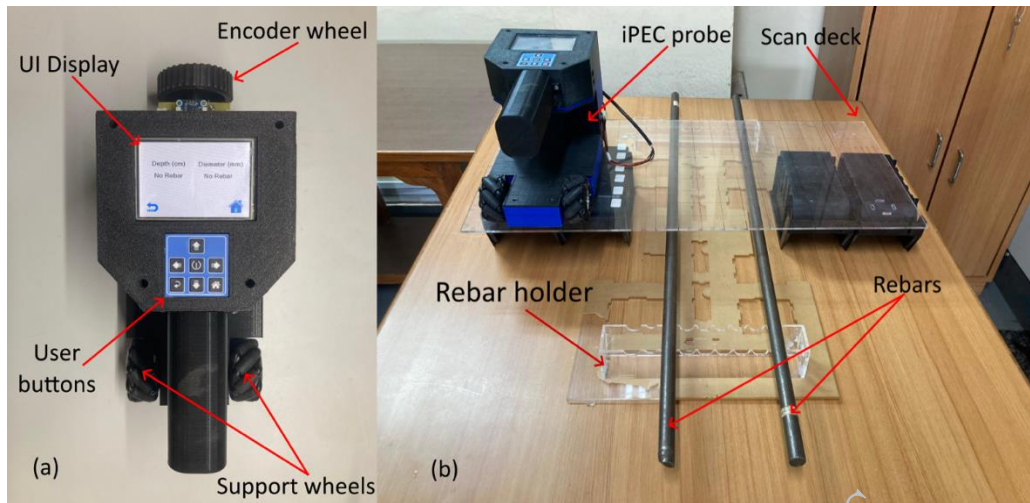 Encoder wheel
UI Display
Depth (cm) Diameter (mm)
No Rebar No Rebar
User
buttons
(a)
Support wheels
iPEC probe
Scan deck
Rebar holder
Rebars
(b)